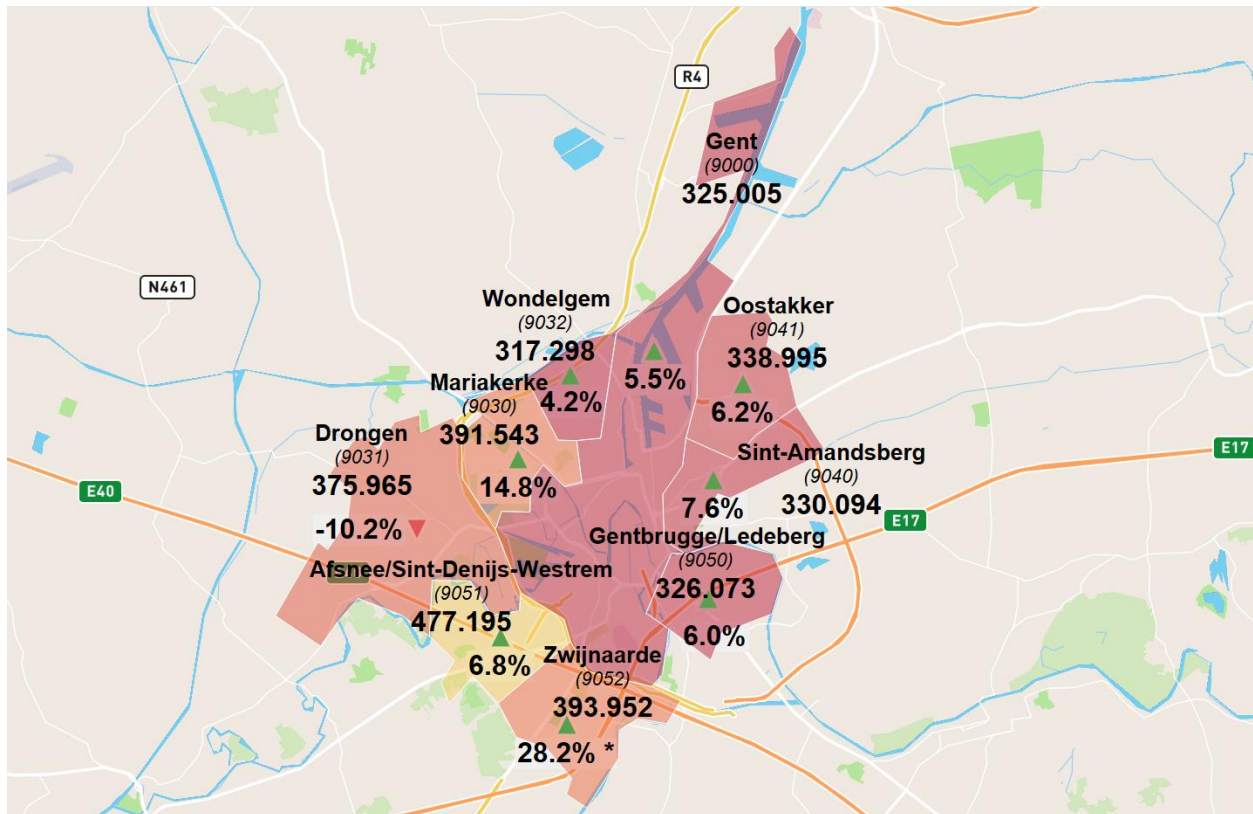 R4
Gent
(9000)
325.005
N461
Wondelgem
(9032)
317.298
4.2%
5.5%
Oostakker
(9041)
338.995
6.2%
Mariakerke
(9030)
391.543
14.8%
Drongen
(9031)
375.965
-10.2%
Sint-Amandsberg
(9040)
330.094
7.6%
E17
E40
E17
Gentbrugge/Ledeberg
(9050)
326.073
6.0%
Afsnee/Sint-Denijs-Westrem
(9051)
477.195
6.8%
Zwijnaarde
(9052)
393.952
28.2% *